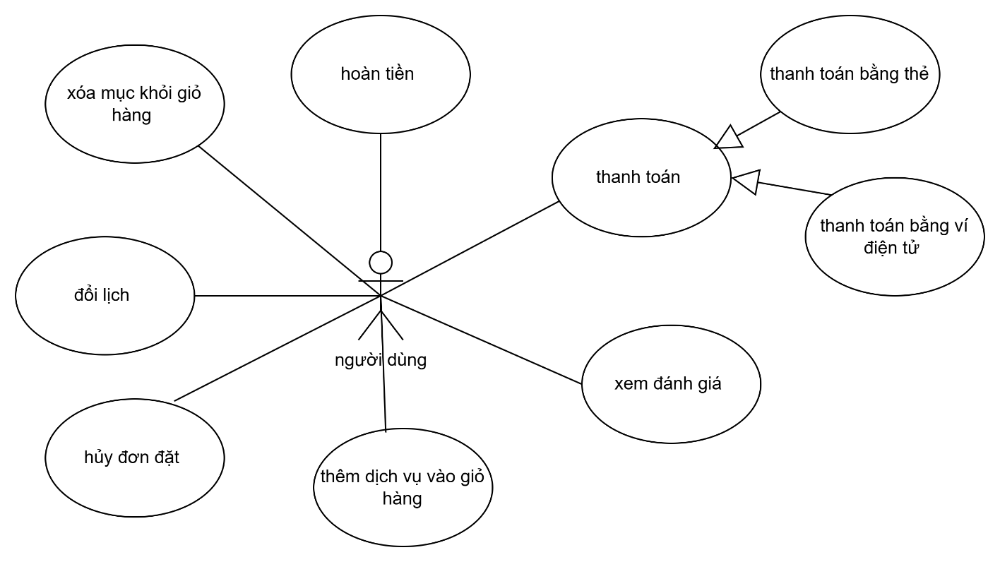 hoàn tiền
thanh toán bằng thẻ
xóa mục khỏi giỏ
hàng
thanh toán
thanh toán bằng ví
điện tử
đổi lịch
người dùng
xem đánh giá
hủy đơn đặt
thêm dịch vụ vào giỏ
hàng